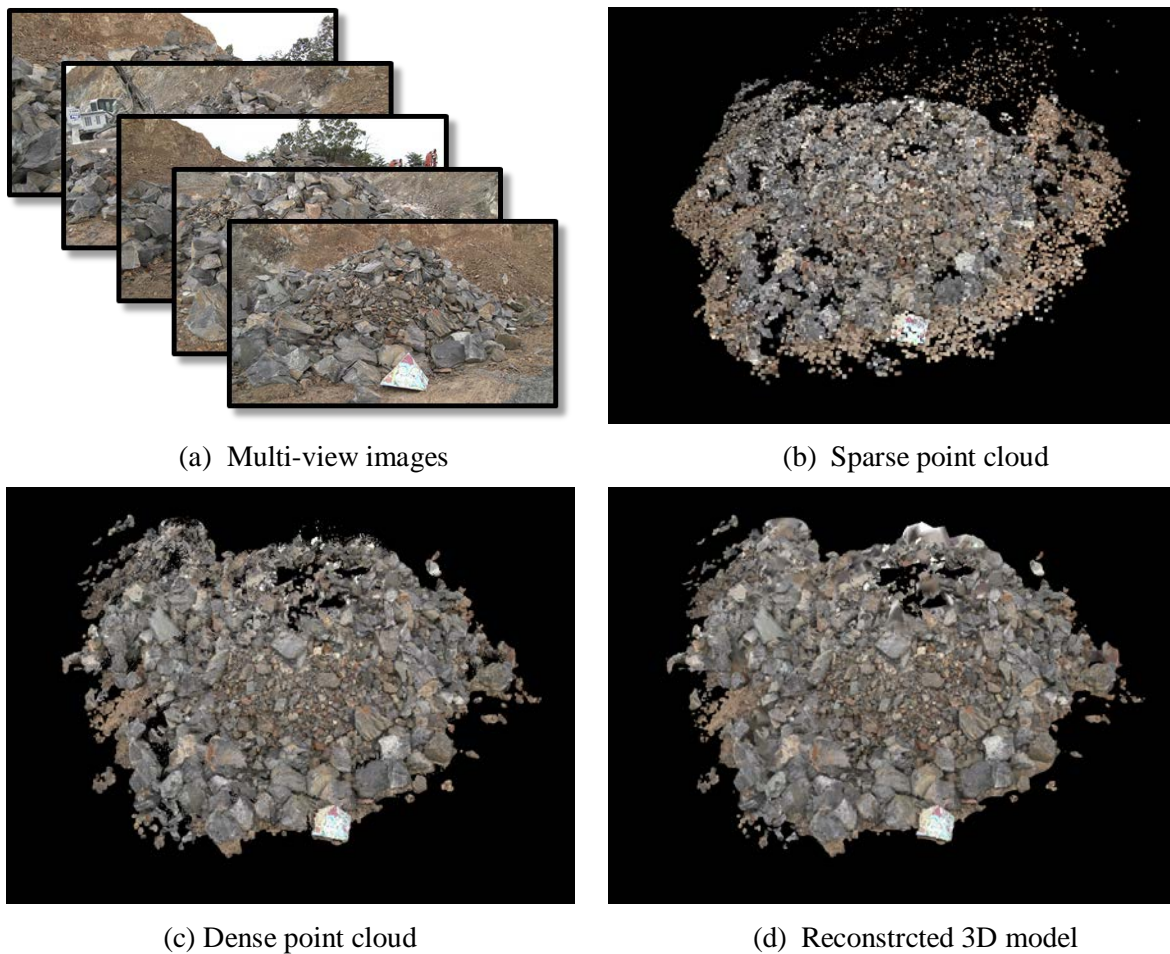 (a) Multi-view images
(b) Sparse point cloud
(c) Dense point cloud
(d) Reconstrcted 3D model